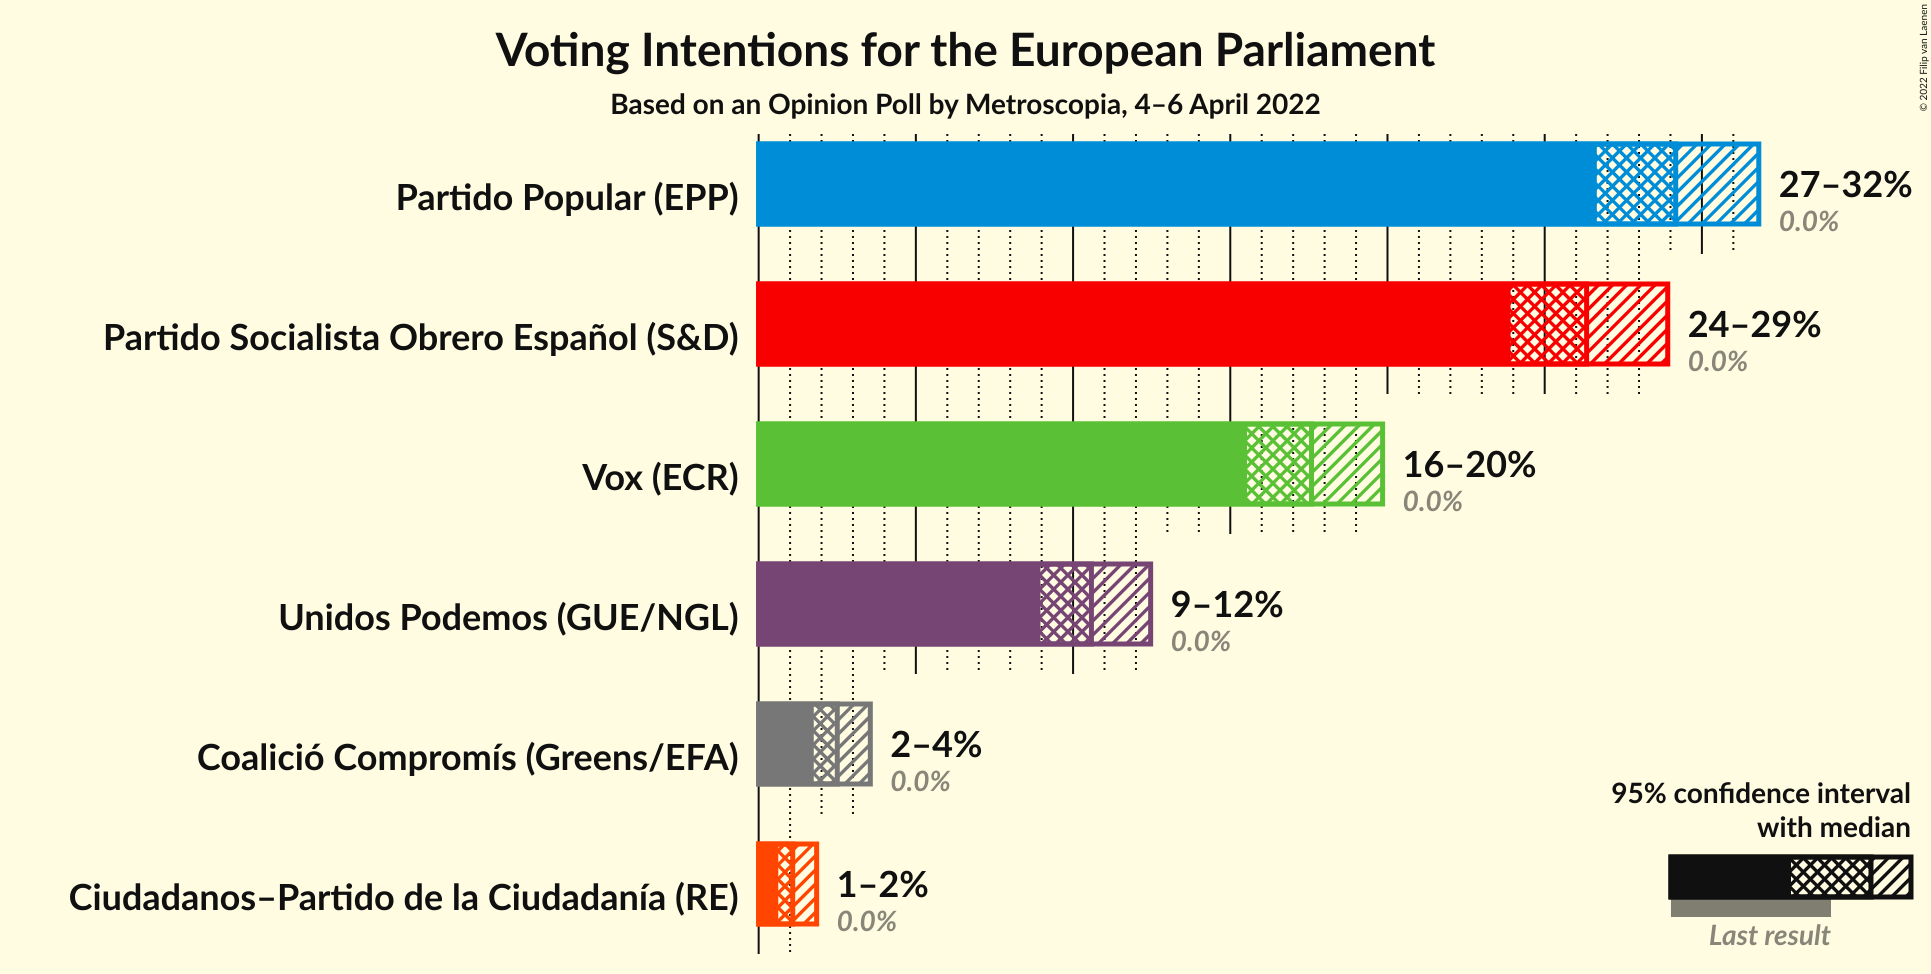 Voting Intentions for the European Parliament
Based on an Opinion Poll by Metroscopia, 4–6 April 2022
© 2022 Filip van Laenen
Partido Popular (EPP)
27–32%
0.0%
Partido Socialista Obrero Español (S&D)
24–29%
0.0%
Vox (ECR)
16–20%
0.0%
Unidos Podemos (GUE/NGL)
9–12%
0.0%
Coalició Compromís (Greens/EFA)
2–4%
0.0%
Ciudadanos–Partido de la Ciudadanía (RE)
1–2%
0.0%
95% confidence interval
with median
Last result